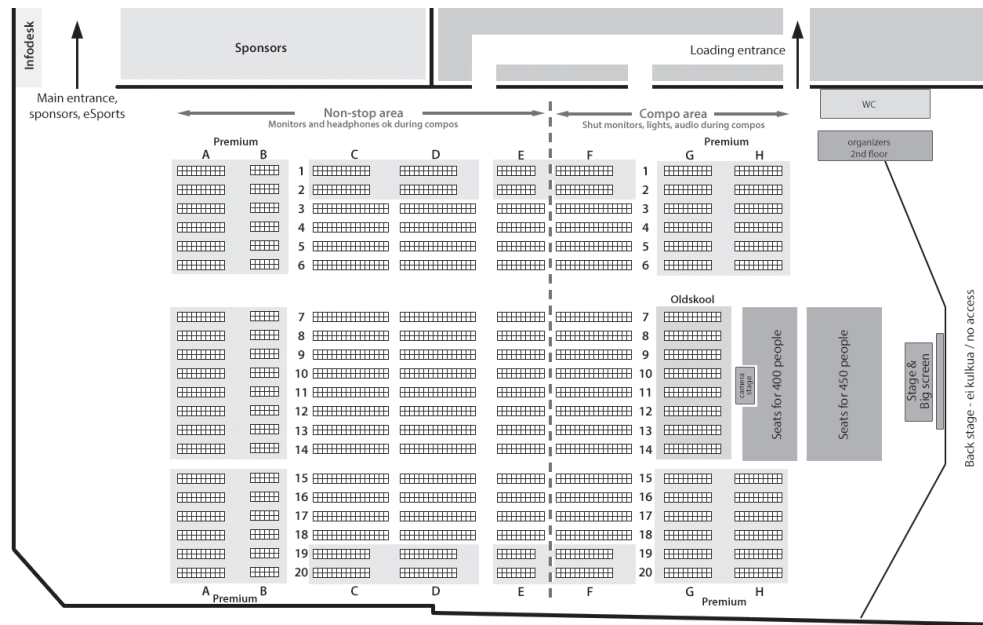 Infodesk
Sponsors
Loading entrance
Main entrance,
sponsors, eSports
Non-stop area
Monitors and headphones ok during compos
Compo area
Shut monitors, lights, audio during compos
WC
organizers
2nd floor
Premium
Premium
A B C D E F G H
1 1
2 2
3 3
4 4
5 5
6 6
Oldskool
7 7
8 8
9 9
10 10
11 11
12 12
13 13
14 14
camera
stage
Seats for 400 people
Seats for 450 people
Stage &
Big screen
Back stage - ei kulkua / no access
15 15
16 16
17 17
18 18
19 19
20 20
A B C D E F G H
Premium
Premium